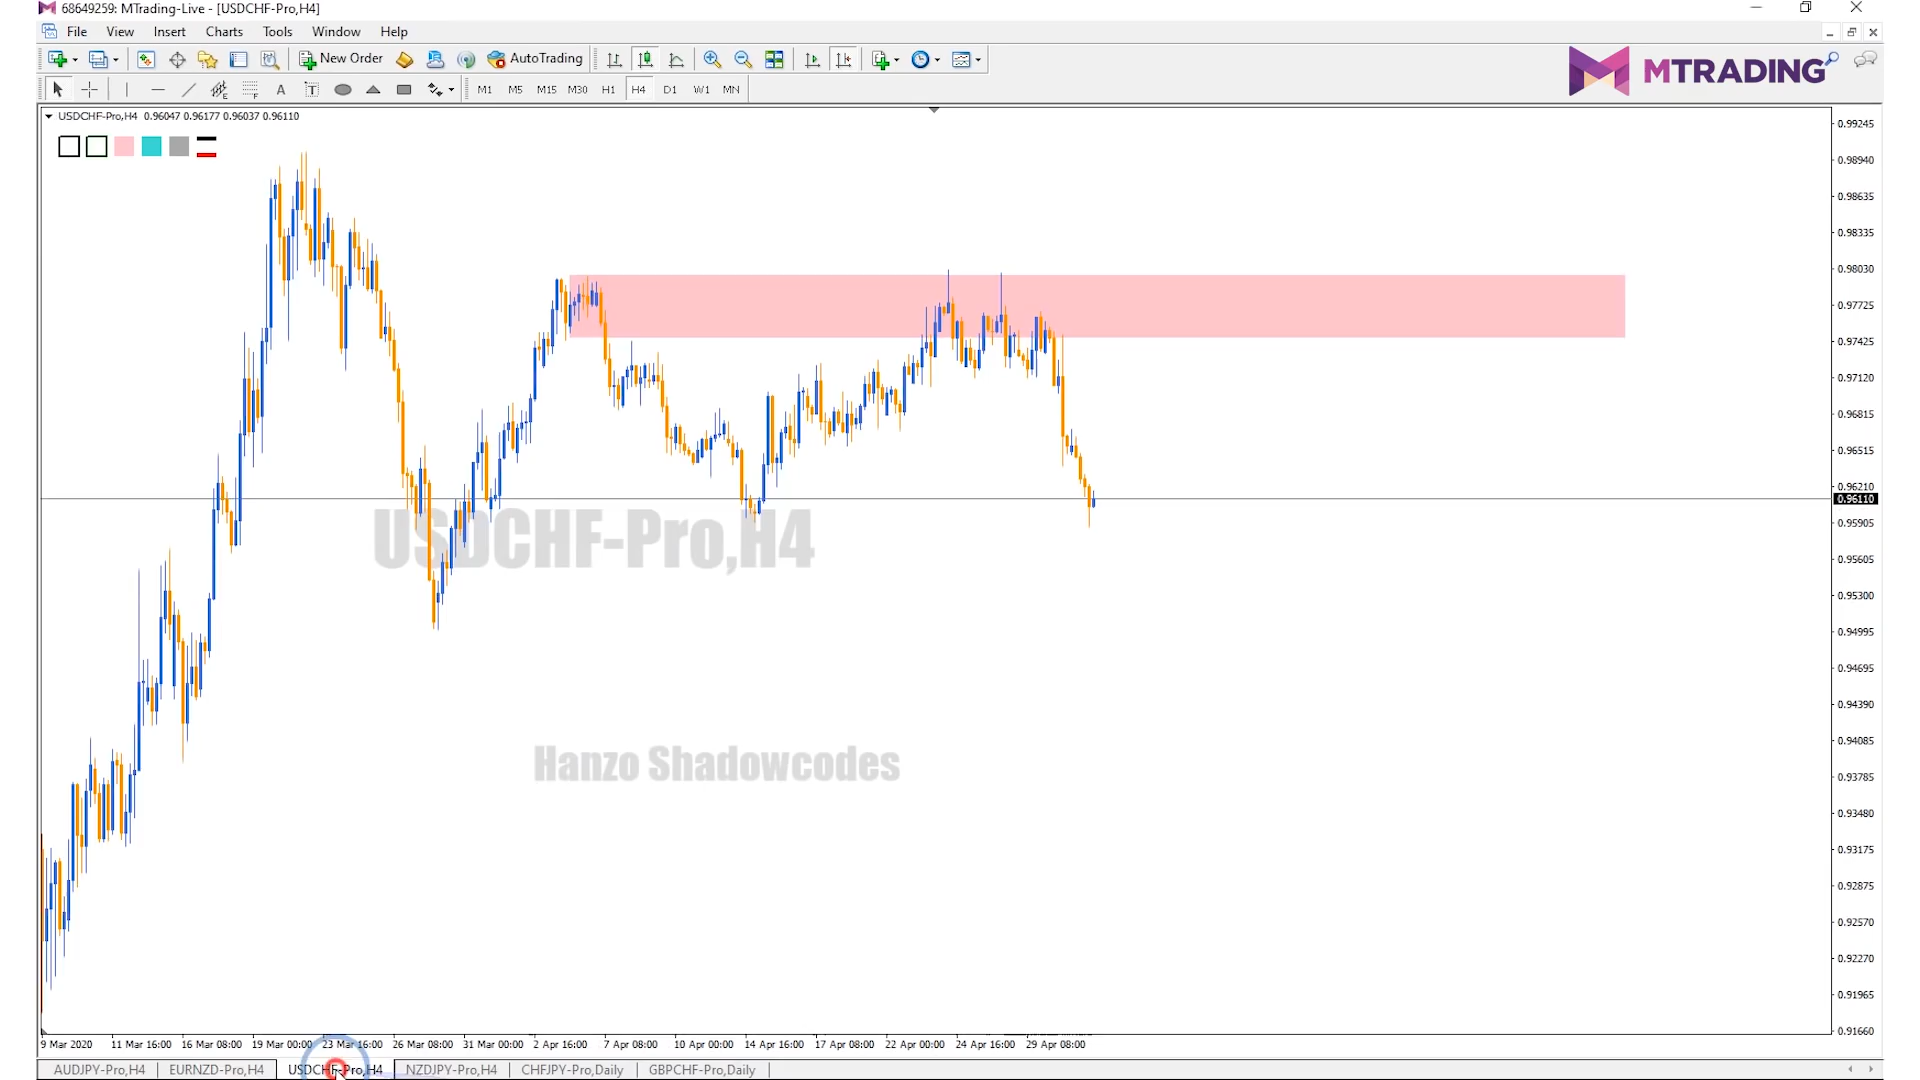 68649259: MTrading-Live - [USDCHF-Pro,H4]
File View Insert Charts Tools Window Help
New Order AutoTrading
MTRADING
A T M1 M5 M15 M30 H1 H4 D1 W1 MN
USDCHF-Pro,H4 0.96047 0.96177 0.96037 0.96110
0.99245
0.98940
0.98635
0.98335
0.98030
0.97725
0.97425
0.97120
0.96815
0.96515
0.96210
0.96110
0.95905
0.95605
0.95300
0.94995
0.94695
0.94390
0.94085
0.93785
0.93480
0.93175
0.92875
0.92570
0.92270
0.91965
0.91660
USDCHF-Pro,H4
Hanzo Shadowcodes
9 Mar 2020 11 Mar 16:00 16 Mar 08:00 19 Mar 00:00 23 Mar 16:00 26 Mar 08:00 31 Mar 00:00 2 Apr 16:00 7 Apr 08:00 10 Apr 00:00 14 Apr 16:00 17 Apr 08:00 22 Apr 00:00 24 Apr 16:00 29 Apr 08:00
AUDJPY-Pro,H4 EURNZD-Pro,H4 USDCHF-Pro,H4 NZDJPY-Pro,H4 CHFJPY-Pro,Daily GBPCHF-Pro,Daily